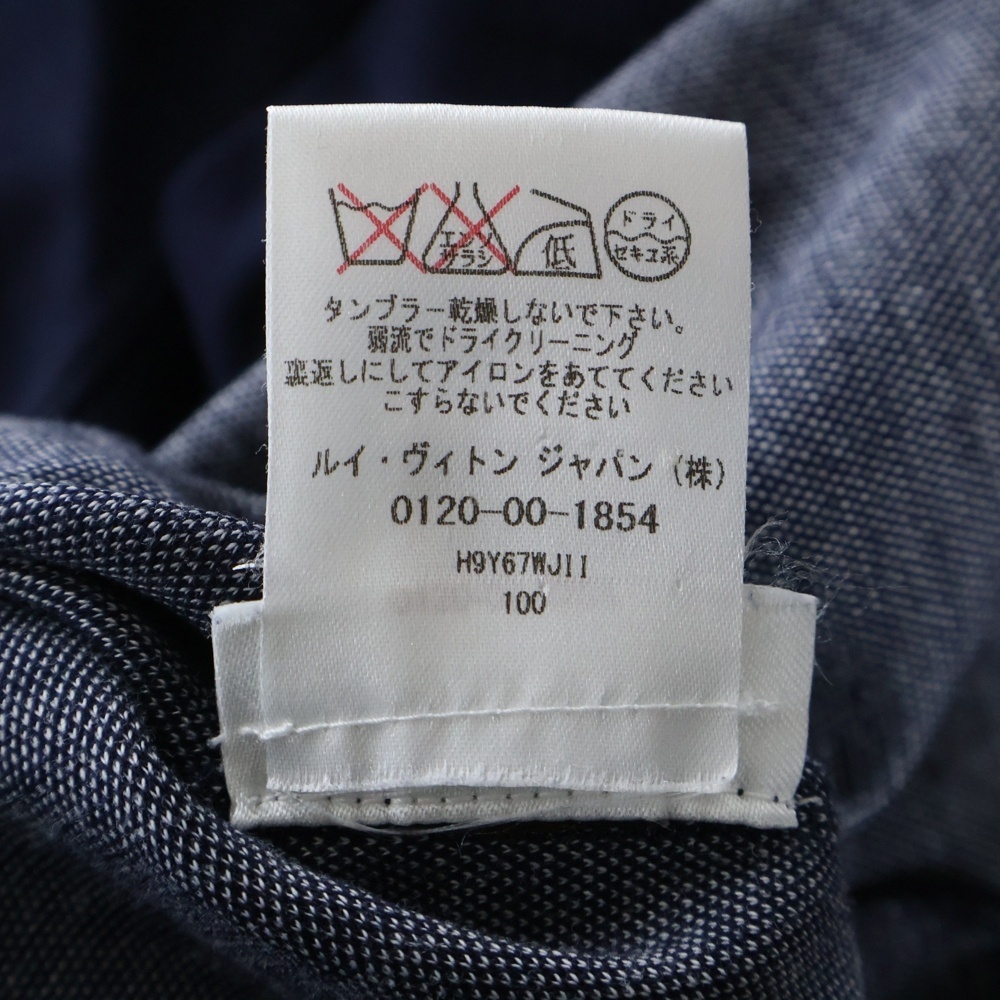 エンソ サラシ 低 ドライ セキユ系
タンブラー乾燥しないで下さい。
弱流でドライクリーニング
裏返しにしてアイロンをあててください
こすらないでください
ルイ・ヴィトン ジャパン (株)
0120-00-1854
H9Y67WJII
100